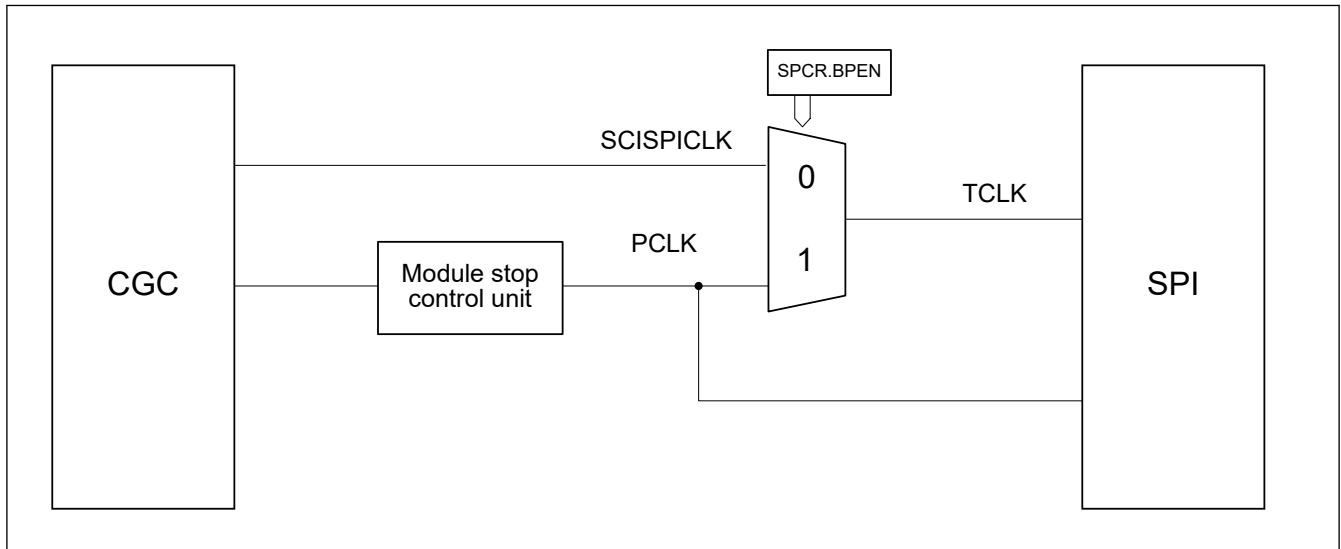 SPCR.BPEN
SCISPICLK
0
TCLK
CGC
Module stop
control unit
PCLK
1
SPI